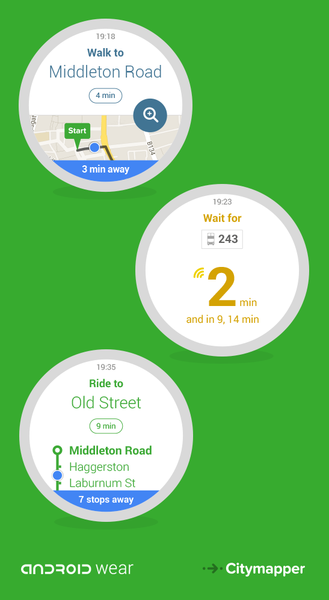 19:18
Walk to
Middleton Road
4 min
Start
B134
3 min away
19:23
Wait for
243
2 min
and in 9, 14 min
19:35
Ride to
Old Street
9 min
Middleton Road
Haggerston
Laburnum St
7 stops away
ANDROID wear
Citymapper